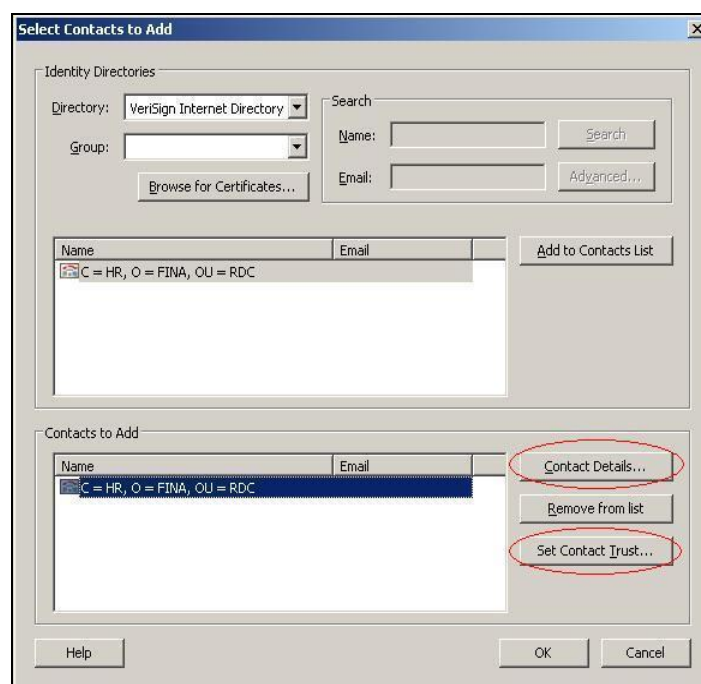 Select Contacts to Add
Identity Directories
Directory: VeriSign Internet Directory
Group:
Browse for Certificates...
Search
Name:
Search
Email:
Advanced...
Name Email
C = HR, O = FINA, OU = RDC
Add to Contacts List
Contacts to Add
Name Email
C = HR, O = FINA, OU = RDC
Contact Details...
Remove from list
Set Contact Trust...
Help
OK
Cancel